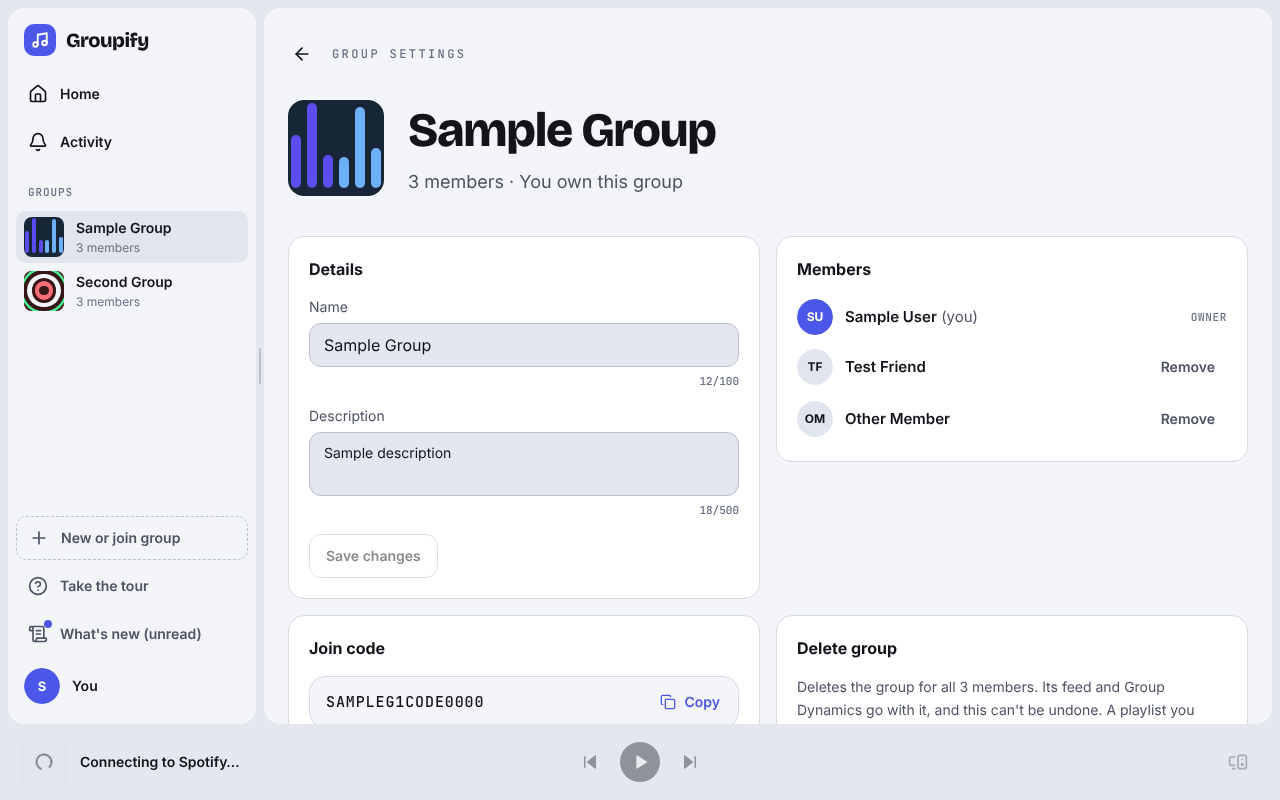 Groupify
Home
Activity
GROUPS
Sample Group
3 members
Second Group
3 members
New or join group
Take the tour
What's new (unread)
S
You
GROUP SETTINGS
Sample Group
3 members · You own this group
Details
Name
Sample Group
12/100
Description
Sample description
18/500
Save changes
Members
SU
Sample User (you)
OWNER
TF
Test Friend
Remove
OM
Other Member
Remove
Join code
SAMPLEG1CODE0000
Copy
Delete group
Deletes the group for all 3 members. Its feed and Group
Dynamics go with it, and this can't be undone. A playlist you
Connecting to Spotify...